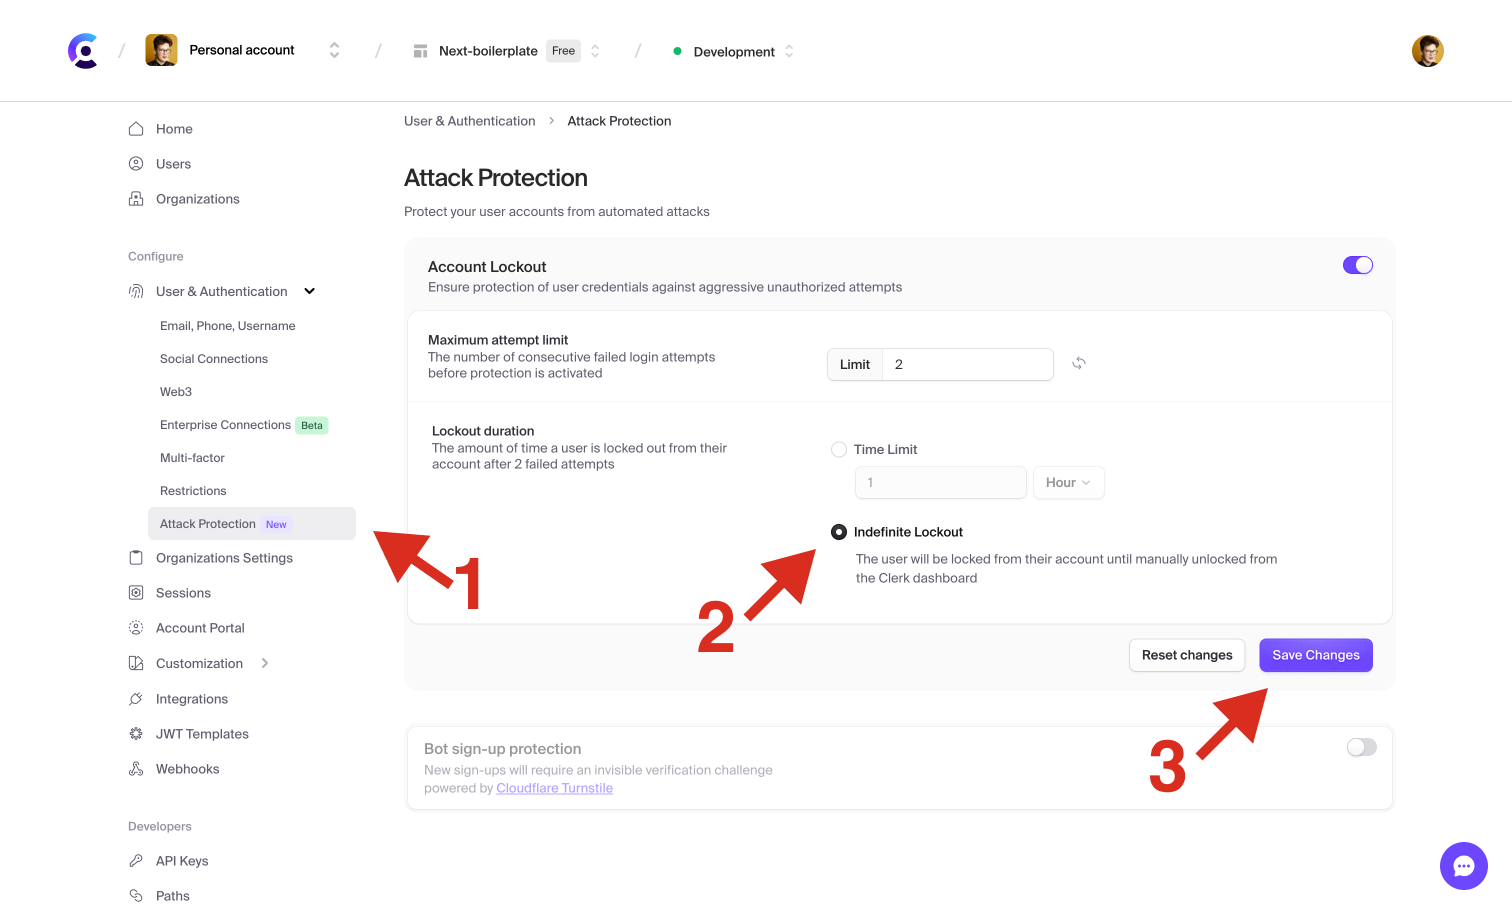 Personal account
Next-boilerplate Free
Development
Home
Users
Organizations
Configure
User & Authentication
Email, Phone, Username
Social Connections
Web3
Enterprise Connections Beta
Multi-factor
Restrictions
Attack Protection New
Organizations Settings
Sessions
Account Portal
Customization
Integrations
JWT Templates
Webhooks
Developers
API Keys
Paths
User & Authentication > Attack Protection
Attack Protection
Protect your user accounts from automated attacks
Account Lockout
Ensure protection of user credentials against aggressive unauthorized attempts
Maximum attempt limit
The number of consecutive failed login attempts
before protection is activated
Limit 2
Lockout duration
The amount of time a user is locked out from their
account after 2 failed attempts
Time Limit
1 Hour
Indefinite Lockout
The user will be locked from their account until manually unlocked from
the Clerk dashboard
1
2
Reset changes Save Changes
3
Bot sign-up protection
New sign-ups will require an invisible verification challenge
powered by Cloudflare Turnstile